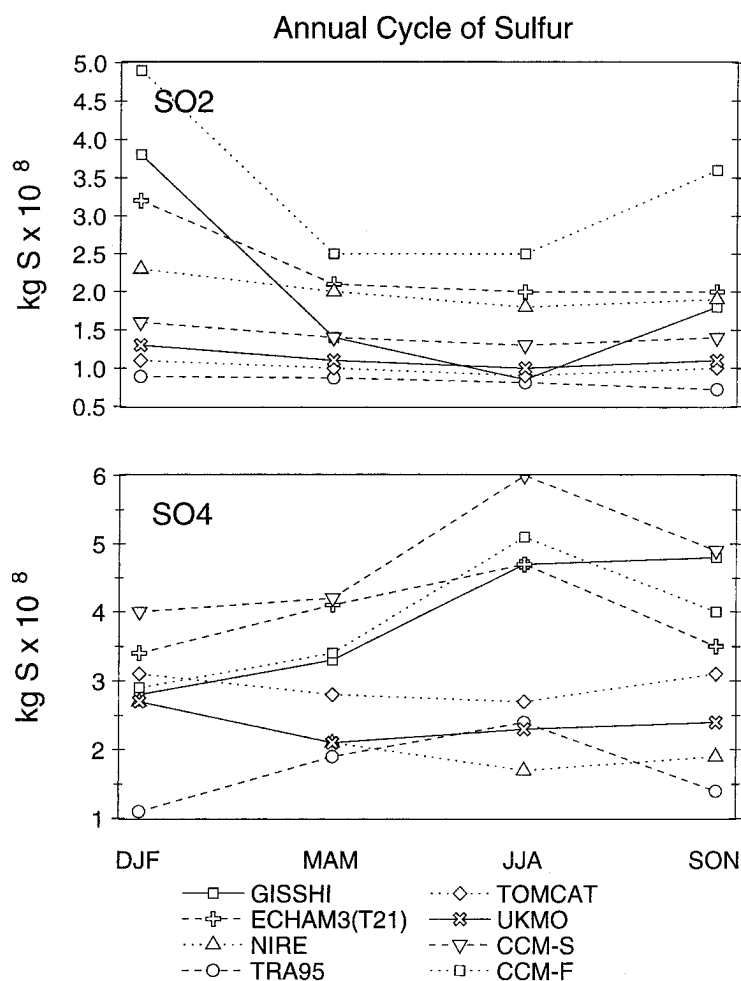 Annual Cycle of Sulfur
SO2
kg S x 10 8
5.0
4.5
4.0
3.5
3.0
2.5
2.0
1.5
1.0
0.5
SO4
kg S x 10 8
6
5
4
3
2
1
DJF MAM JJA SON
GISSHI TOMCAT
ECHAM3(T21) UKMO
NIRE CCM-S
TRA95 CCM-F